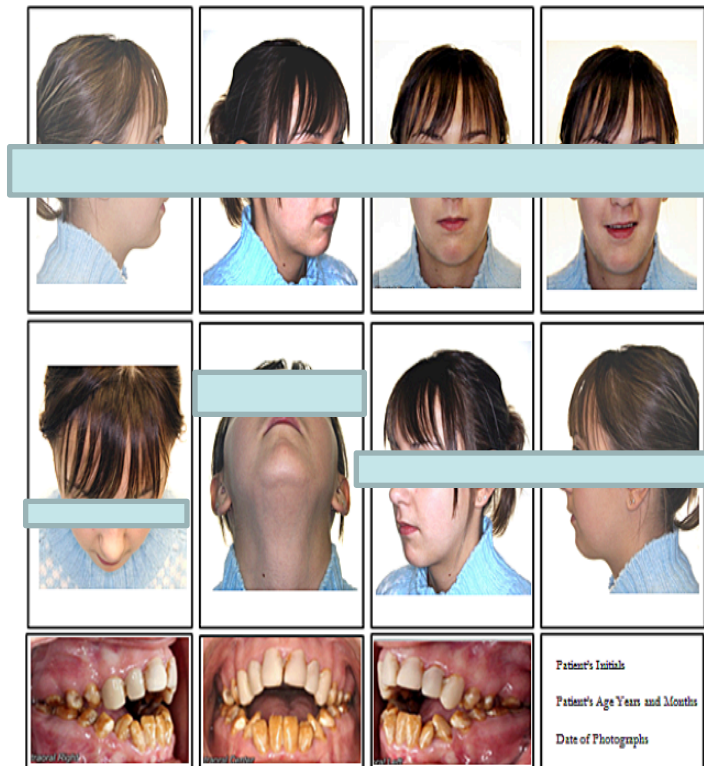 Patient's Initials
Patient's Age Years and Months
Date of Photographs